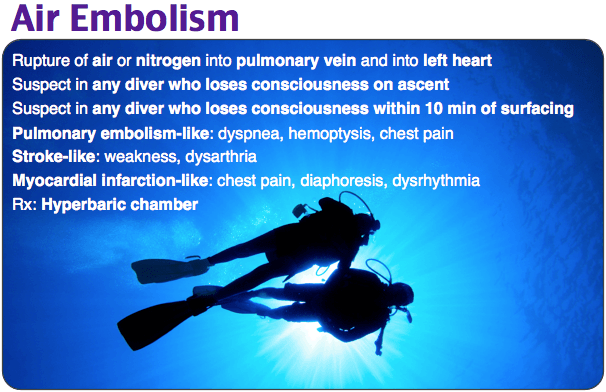 Air Embolism
Rupture of air or nitrogen into pulmonary vein and into left heart
Suspect in any diver who loses consciousness on ascent
Suspect in any diver who loses consciousness within 10 min of surfacing
Pulmonary embolism-like: dyspnea, hemoptysis, chest pain
Stroke-like: weakness, dysarthria
Myocardial infarction-like: chest pain, diaphoresis, dysrhythmia
Rx: Hyperbaric chamber